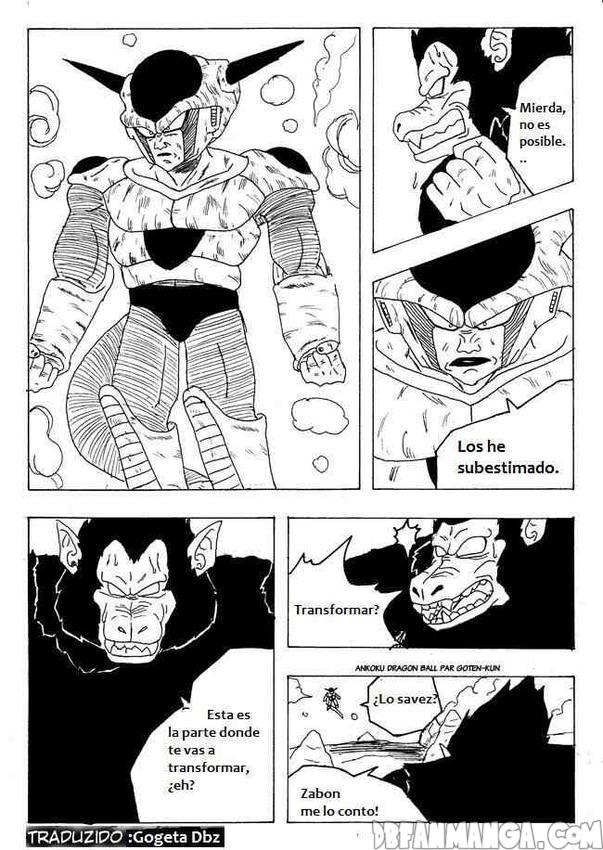 Mierda,
no es
posible.
..
Los he
subestimado.
Esta es
la parte donde
te vas a
transformar,
¿eh?
Transformar?
ANKOKU DRAGON BALL PAR GOTEN-KUN
¿Lo savez?
Zabon
me lo conto!
TRADUZIDO :Gogeta Dbz
DBFANMANGA.COM